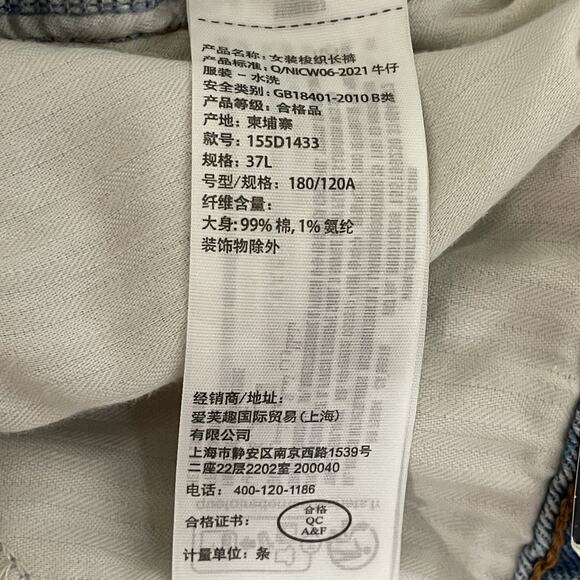 产品名称: 女装梭织长裤
产品标准: Q/NICW06-2021 牛仔
服装 - 水洗
安全类别: GB18401-2010 B类
产品等级: 合格品
产地: 柬埔寨
款号: 155D1433
规格: 37L
号型/规格: 180/120A
纤维含量:
大身: 99% 棉, 1% 氨纶
装饰物除外
经销商/地址:
爱芙趣国际贸易(上海)
有限公司
上海市静安区南京西路1539号
二座22层2202室 200040
电话: 400-120-1186
合格证书:
合格
QC
A&F
计量单位: 条